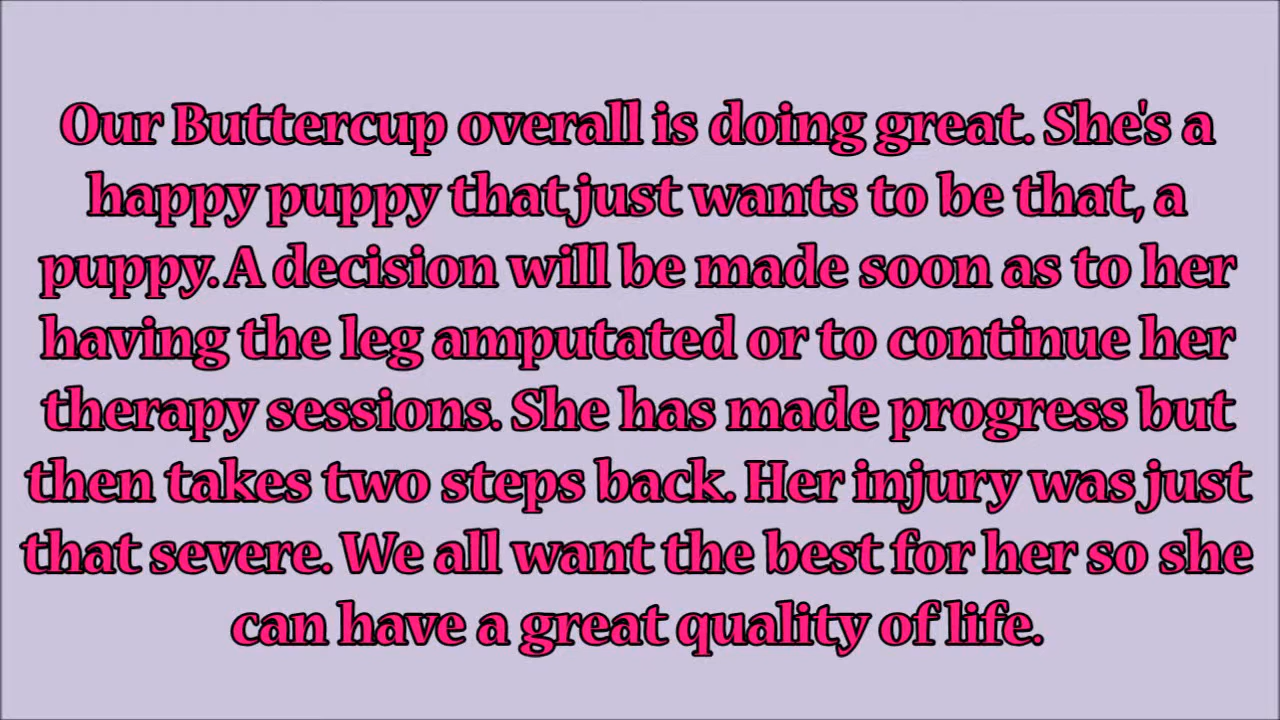 Our Buttercup overall is doing great. She's a
happy puppy that just wants to be that, a
puppy. A decision will be made soon as to her
having the leg amputated or to continue her
therapy sessions. She has made progress but
then takes two steps back. Her injury was just
that severe. We all want the best for her so she
can have a great quality of life.